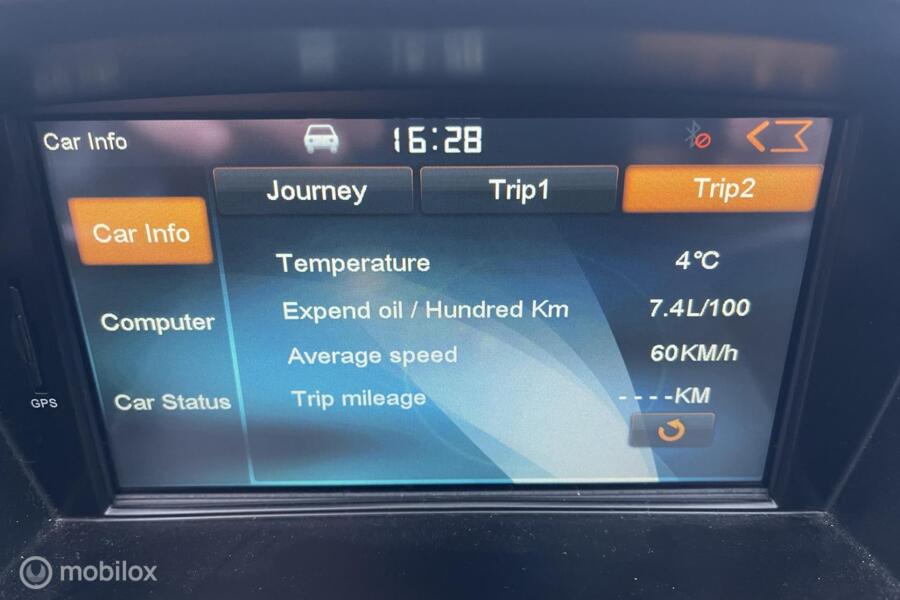 Car Info
16:28
Journey
Trip1
Trip2
Car Info
Temperature
4°C
Computer
Expend oil / Hundred Km
7.4L/100
Average speed
60KM/h
Car Status
Trip mileage
----KM
GPS
mobilox